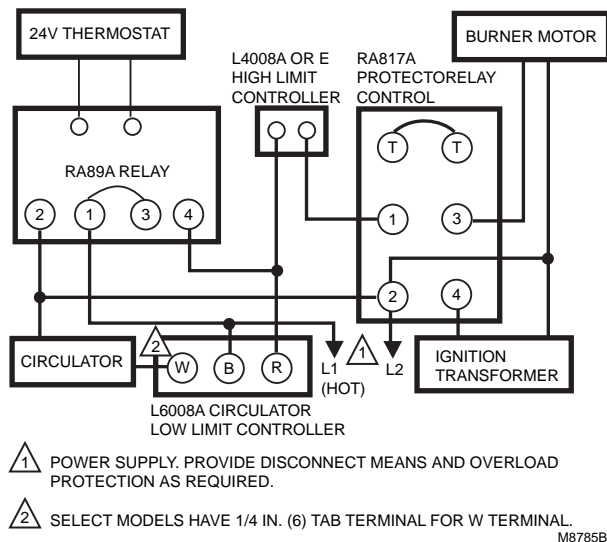 24V THERMOSTAT
L4008A OR E
HIGH LIMIT
CONTROLLER
RA817A
PROTECTORELAY
CONTROL
BURNER MOTOR
RA89A RELAY
T T
2 1 3 4
1 3
2 4
CIRCULATOR
2
W B R
L1
(HOT)
1
L2
IGNITION
TRANSFORMER
L6008A CIRCULATOR
LOW LIMIT CONTROLLER
1 POWER SUPPLY. PROVIDE DISCONNECT MEANS AND OVERLOAD
PROTECTION AS REQUIRED.
2 SELECT MODELS HAVE 1/4 IN. (6) TAB TERMINAL FOR W TERMINAL.
M8785B